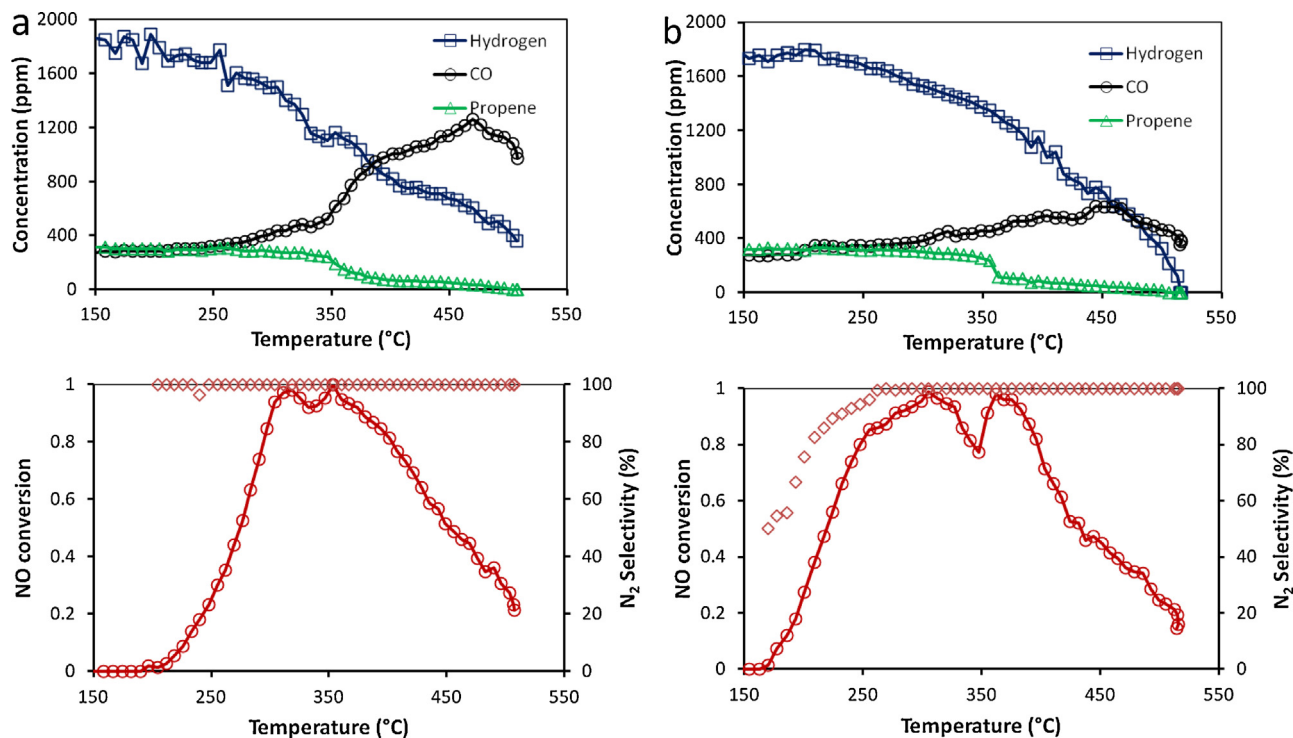 a
2000
1600
1200
800
400
0
Concentration (ppm)
Hydrogen
CO
Propene
150 250 350 450 550
Temperature (°C)
b
2000
1600
1200
800
400
0
Concentration (ppm)
Hydrogen
CO
Propene
150 250 350 450 550
Temperature (°C)
1
0.8
0.6
0.4
0.2
0
NO conversion
100
80
60
40
20
0
N₂ Selectivity (%)
150 250 350 450 550
Temperature (°C)
1
0.8
0.6
0.4
0.2
0
NO conversion
100
80
60
40
20
0
N₂ Selectivity (%)
150 250 350 450 550
Temperature (°C)